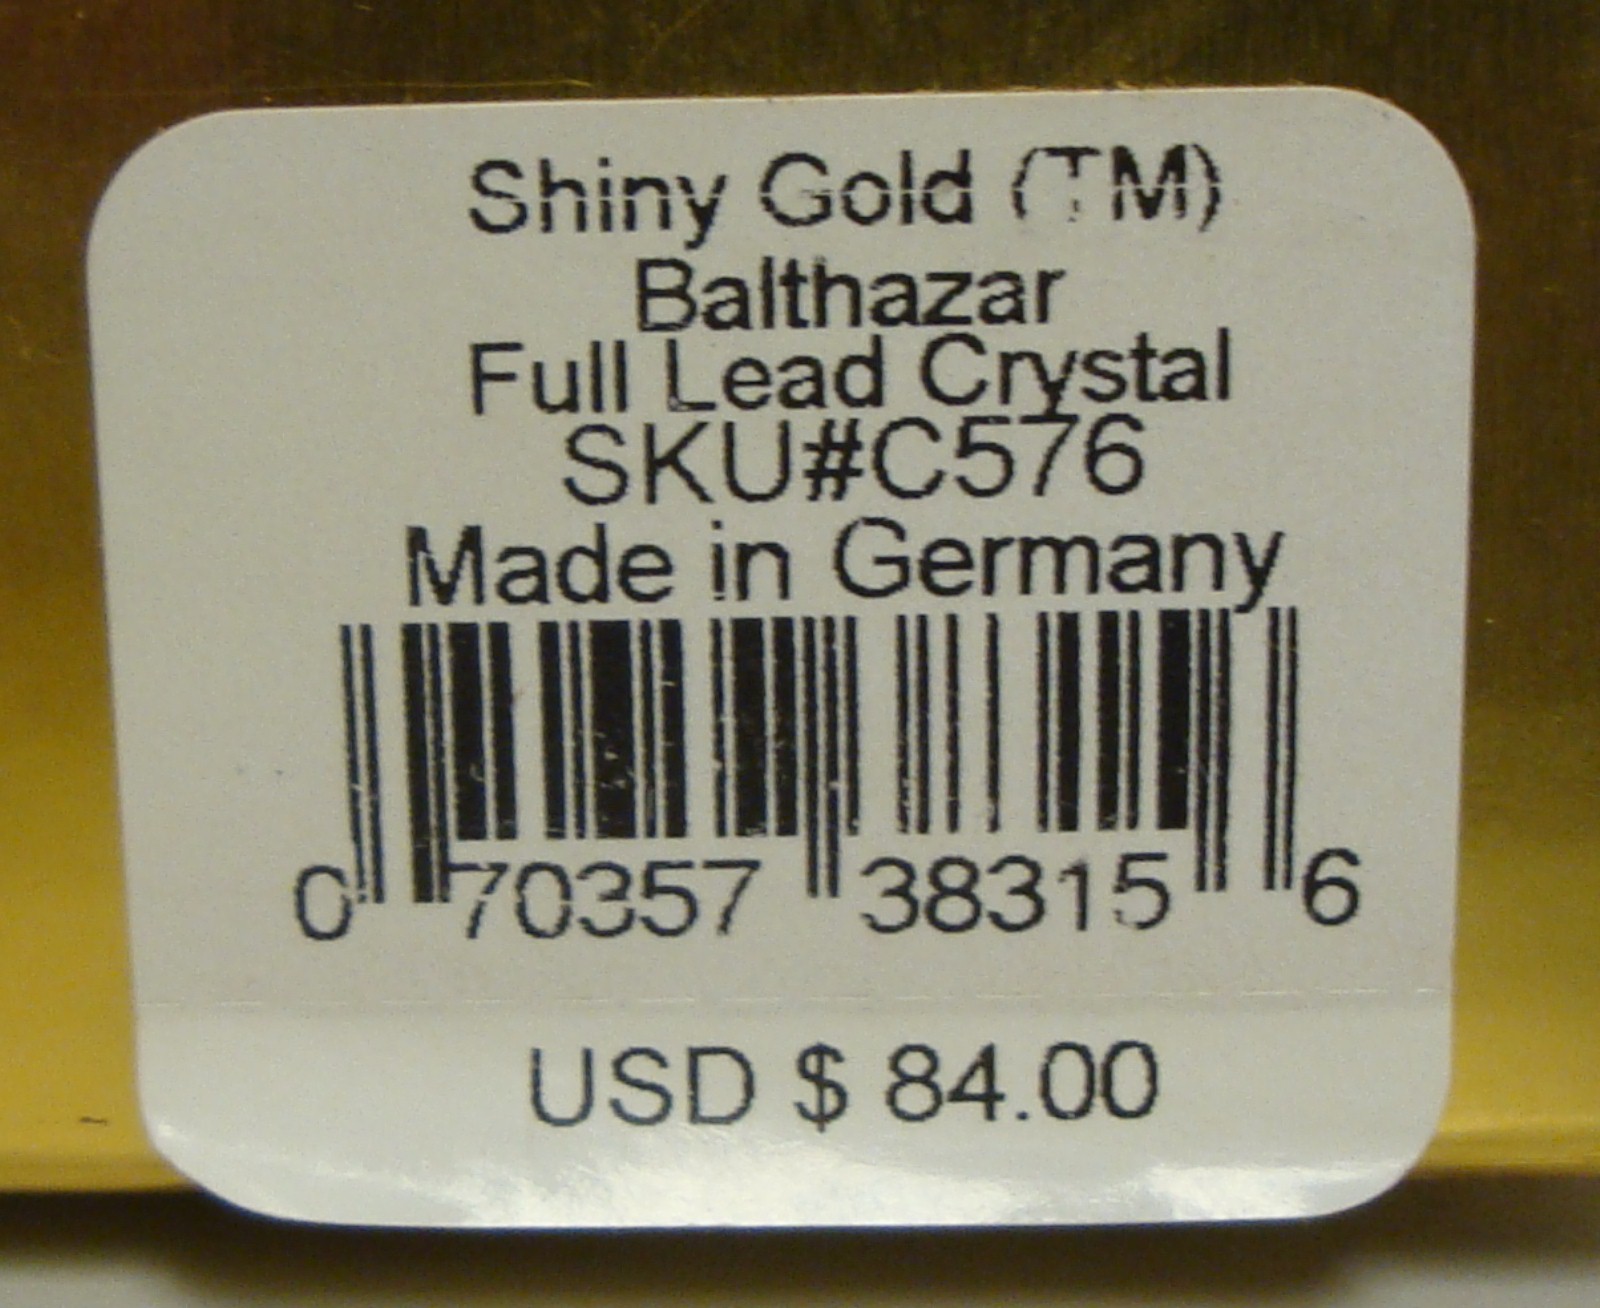 Shiny Gold (TM)
Balthazar
Full Lead Crystal
SKU#C576
Made in Germany
0 70357 38315 6
USD $ 84.00